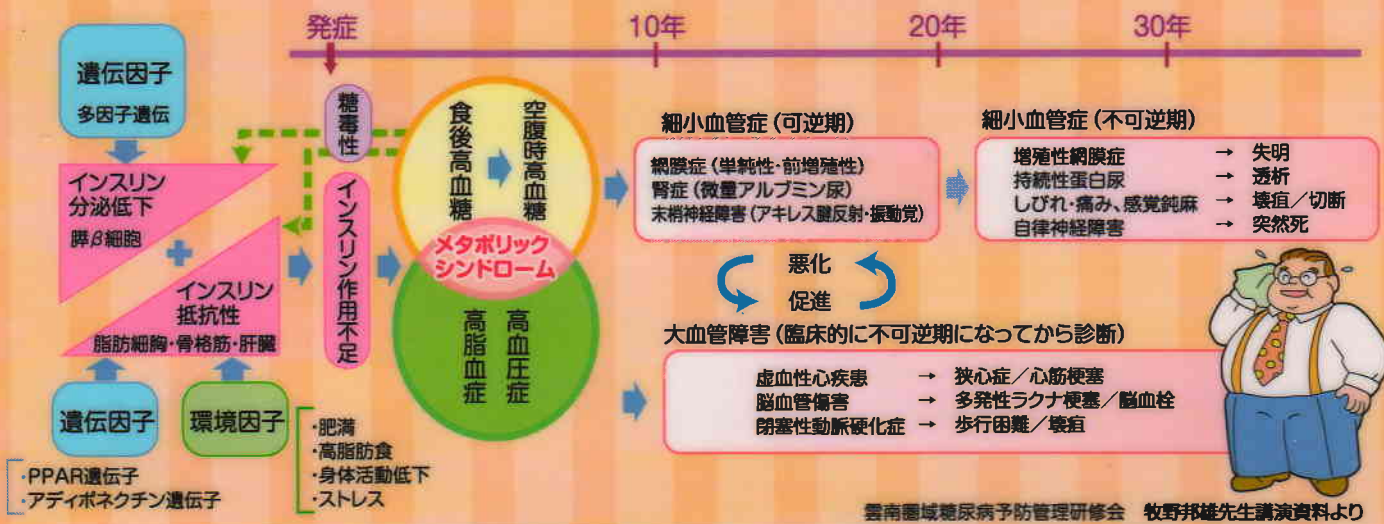 発症
10年
20年
30年
遺伝因子
多因子遺伝
インスリン
分泌低下
膵β細胞
+
インスリン
抵抗性
脂肪細胞・骨格筋・肝臓
遺伝因子
環境因子
・PPAR遺伝子
・アディポネクチン遺伝子
・肥満
・高脂肪食
・身体活動低下
・ストレス
糖毒性
インスリン作用不足
食後高血糖
空腹時高血糖
メタボリック
シンドローム
高脂血症
高血圧症
細小血管症(可逆期)
網膜症(単純性・前増殖性)
腎症(微量アルブミン尿)
末梢神経障害(アキレス腱反射・振動覚)
細小血管症(不可逆期)
増殖性網膜症 → 失明
持続性蛋白尿 → 透析
しびれ・痛み、感覚鈍麻 → 壊疽/切断
自律神経障害 → 突然死
悪化
促進
大血管障害(臨床的に不可逆期になってから診断)
虚血性心疾患 → 狭心症/心筋梗塞
脳血管傷害 → 多発性ラクナ梗塞/脳血栓
閉塞性動脈硬化症 → 歩行困難/壊疽
雲南圏域糖尿病予防管理研修会 牧野邦雄先生講演資料より